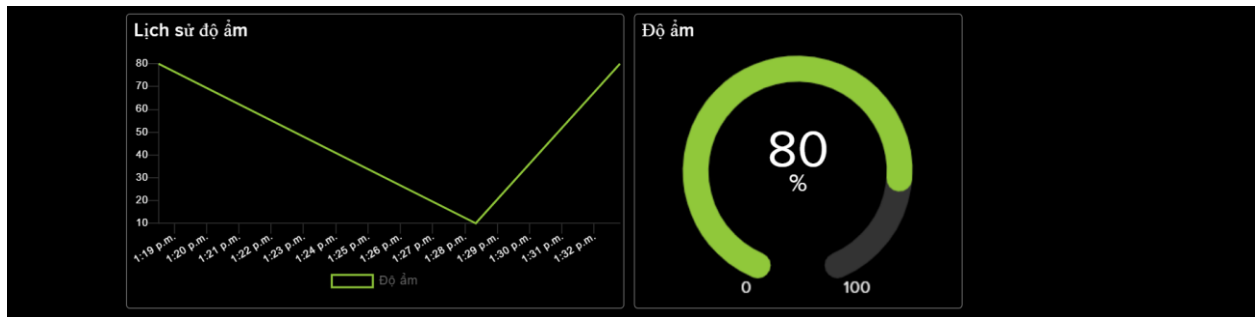 Lịch sử độ ẩm
80
70
60
50
40
30
20
10
1:19 p.m.
1:20 p.m.
1:21 p.m.
1:22 p.m.
1:23 p.m.
1:24 p.m.
1:25 p.m.
1:26 p.m.
1:27 p.m.
1:28 p.m.
1:29 p.m.
1:30 p.m.
1:31 p.m.
1:32 p.m.
Độ ẩm
Độ ẩm
80
%
0
100